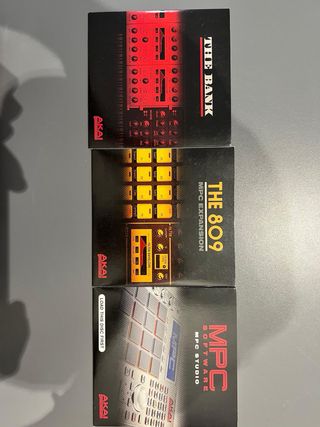 THE BANK
AKAI
THE 809
MPC EXPANSION
AKAI
MPC
SOFTWARE
MPC STUDIO
LOAD THIS DISC FIRST
AKAI